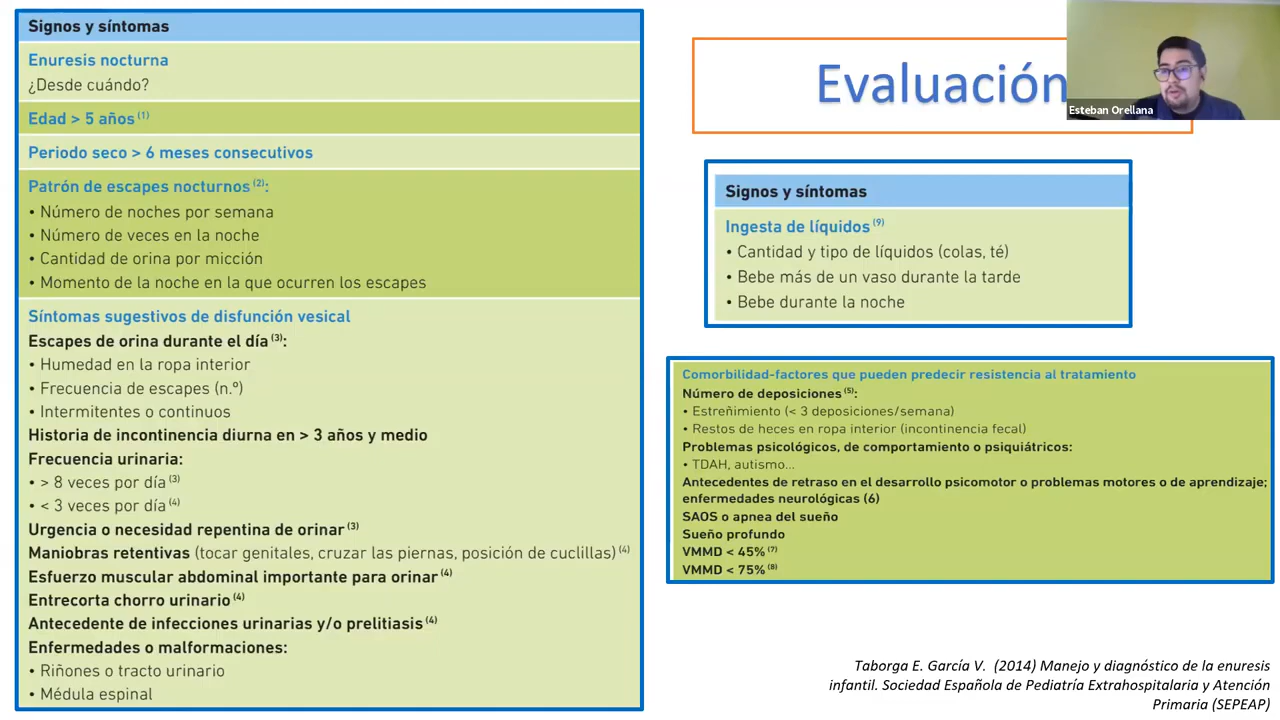 Signos y síntomas
Enuresis nocturna
¿Desde cuándo?
Edad > 5 años (1)
Periodo seco > 6 meses consecutivos
Patrón de escapes nocturnos (2):
• Número de noches por semana
• Número de veces en la noche
• Cantidad de orina por micción
• Momento de la noche en la que ocurren los escapes
Síntomas sugestivos de disfunción vesical
Escapes de orina durante el día (3):
• Humedad en la ropa interior
• Frecuencia de escapes (n.º)
• Intermitentes o continuos
Historia de incontinencia diurna en > 3 años y medio
Frecuencia urinaria:
• > 8 veces por día (3)
• < 3 veces por día (4)
Urgencia o necesidad repentina de orinar (3)
Maniobras retentivas (tocar genitales, cruzar las piernas, posición de cuclillas) (4)
Esfuerzo muscular abdominal importante para orinar (4)
Entrecorta chorro urinario (4)
Antecedente de infecciones urinarias y/o prelitiasis (4)
Enfermedades o malformaciones:
• Riñones o tracto urinario
• Médula espinal
Evaluación
Esteban Orellana
Signos y síntomas
Ingesta de líquidos (9)
• Cantidad y tipo de líquidos (colas, té)
• Bebe más de un vaso durante la tarde
• Bebe durante la noche
Comorbilidad-factores que pueden predecir resistencia al tratamiento
Número de deposiciones (5):
• Estreñimiento (< 3 deposiciones/semana)
• Restos de heces en ropa interior (incontinencia fecal)
Problemas psicológicos, de comportamiento o psiquiátricos:
• TDAH, autismo...
Antecedentes de retraso en el desarrollo psicomotor o problemas motores o de aprendizaje;
enfermedades neurológicas (6)
SAOS o apnea del sueño
Sueño profundo
VMMD < 45% (7)
VMMD < 75% (8)
Taborga E. García V. (2014) Manejo y diagnóstico de la enuresis
infantil. Sociedad Española de Pediatría Extrahospitalaria y Atención
Primaria (SEPEAP)